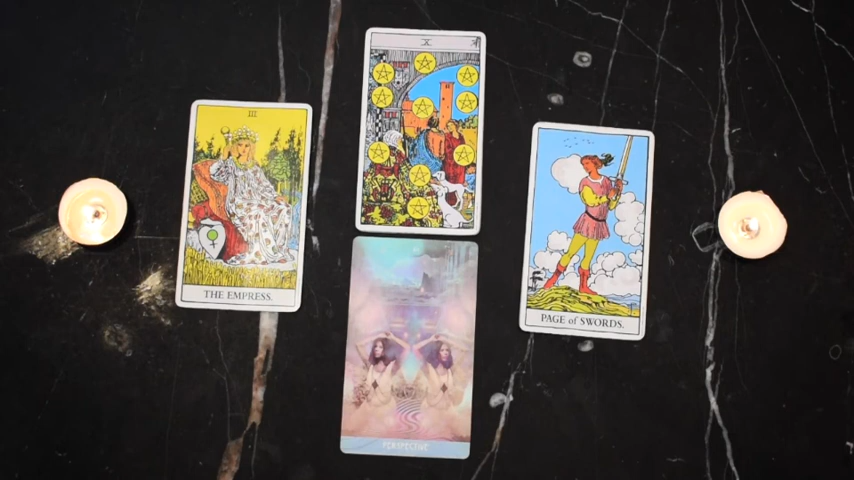 III
THE EMPRESS.
X
PERSPECTIVE
PAGE of SWORDS.